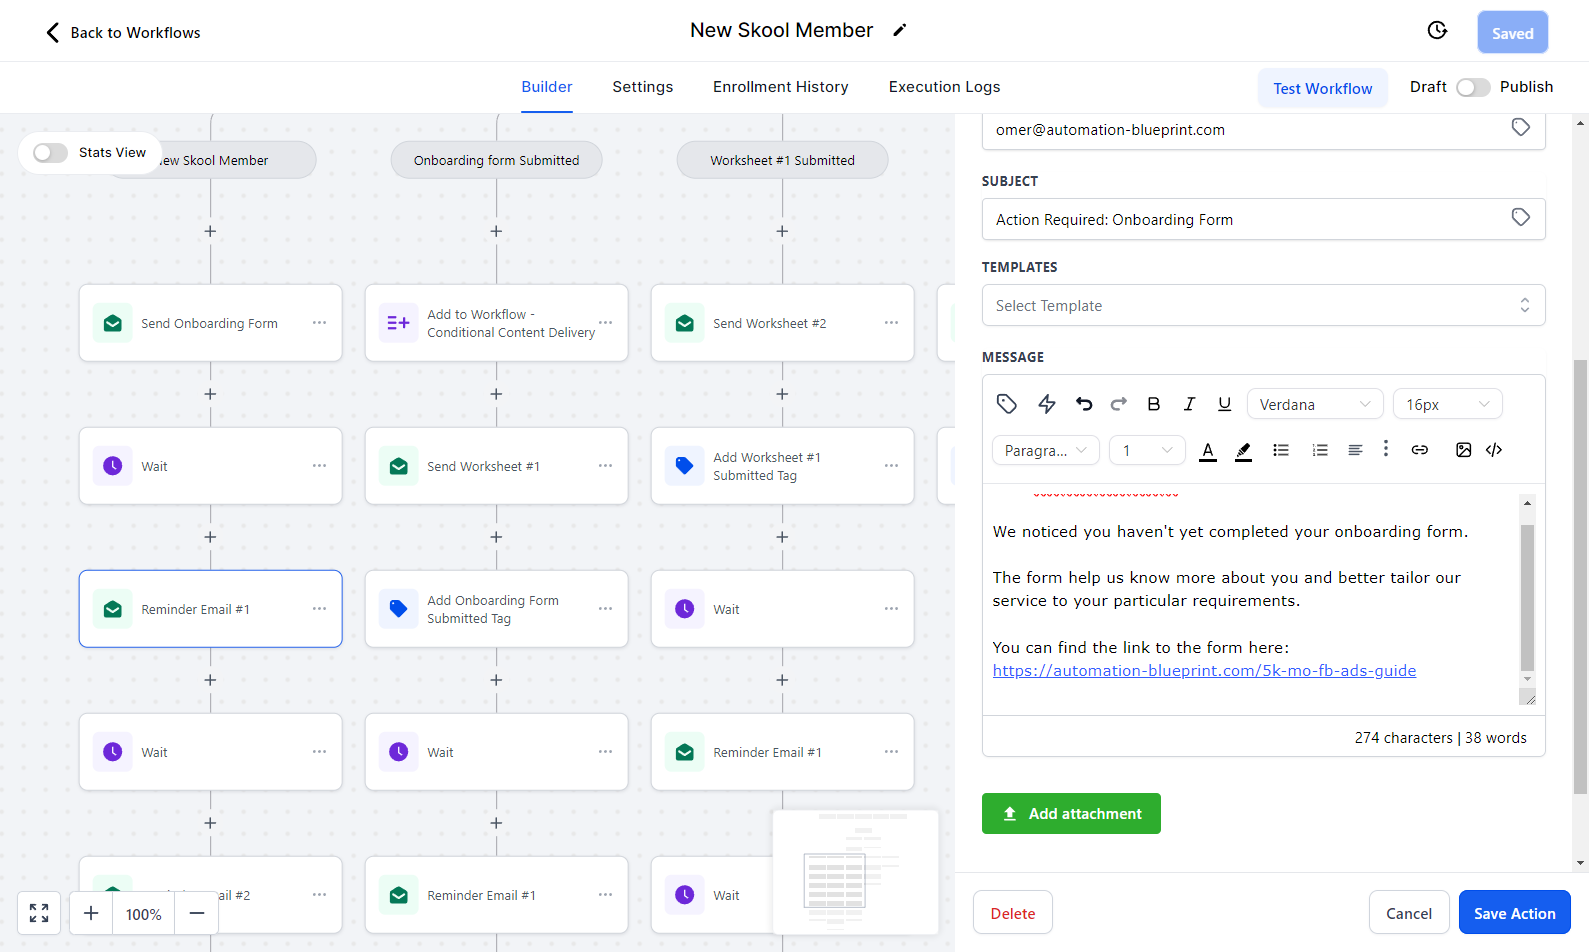 Back to Workflows
New Skool Member
Saved
Builder
Settings
Enrollment History
Execution Logs
Test Workflow
Draft
Publish
Stats View
ew Skool Member
Onboarding form Submitted
Worksheet #1 Submitted
Send Onboarding Form
Add to Workflow -
Conditional Content Delivery
Send Worksheet #2
Wait
Send Worksheet #1
Add Worksheet #1
Submitted Tag
Reminder Email #1
Add Onboarding Form
Submitted Tag
Wait
Wait
Wait
Reminder Email #1
ail #2
Reminder Email #1
Wait
100%
omer@automation-blueprint.com
SUBJECT
Action Required: Onboarding Form
TEMPLATES
Select Template
MESSAGE
B I U Verdana 16px
Paragra... 1 A
We noticed you haven't yet completed your onboarding form.
The form help us know more about you and better tailor our
service to your particular requirements.
You can find the link to the form here:
https://automation-blueprint.com/5k-mo-fb-ads-guide
274 characters | 38 words
Add attachment
Delete
Cancel
Save Action